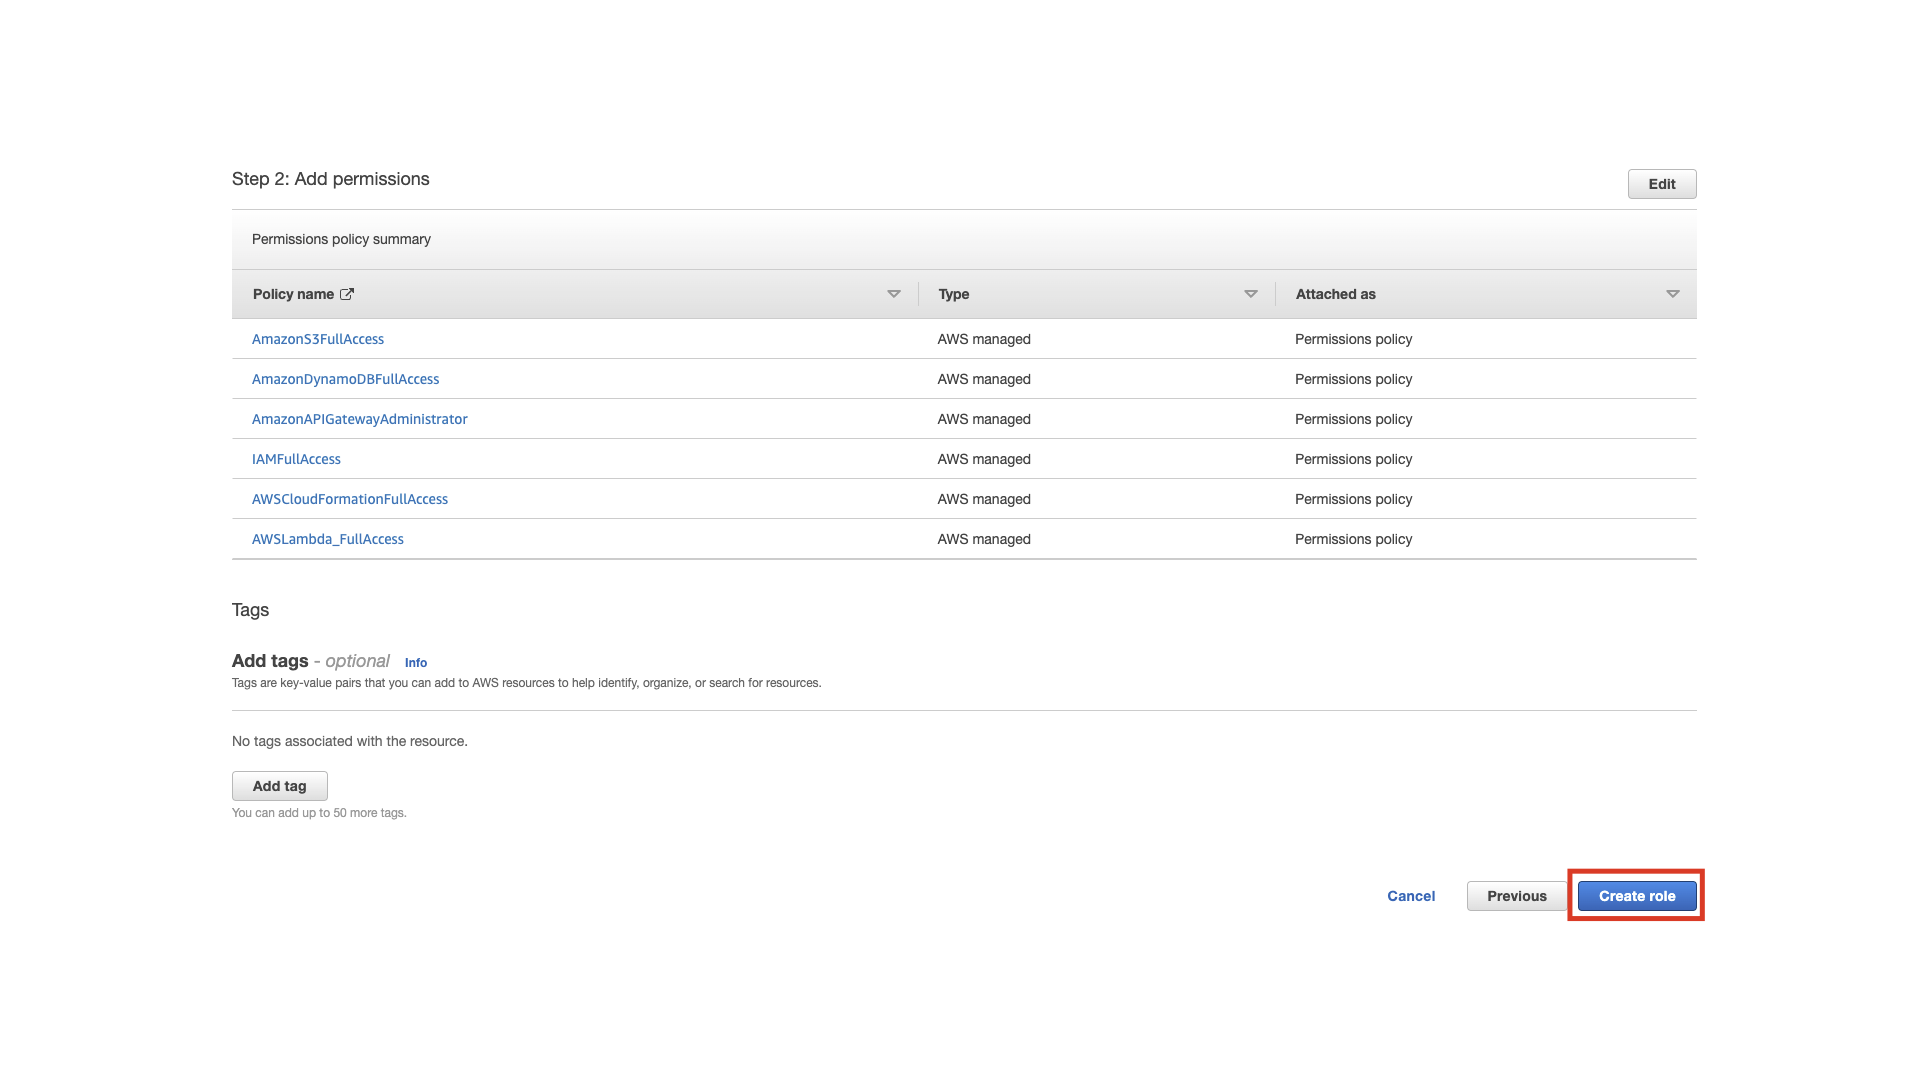 Step 2: Add permissions
Edit
Permissions policy summary
Policy name Type Attached as
AmazonS3FullAccess AWS managed Permissions policy
AmazonDynamoDBFullAccess AWS managed Permissions policy
AmazonAPIGatewayAdministrator AWS managed Permissions policy
IAMFullAccess AWS managed Permissions policy
AWSCloudFormationFullAccess AWS managed Permissions policy
AWSLambda_FullAccess AWS managed Permissions policy
Tags
Add tags - optional Info
Tags are key-value pairs that you can add to AWS resources to help identify, organize, or search for resources.
No tags associated with the resource.
Add tag
You can add up to 50 more tags.
Cancel Previous Create role